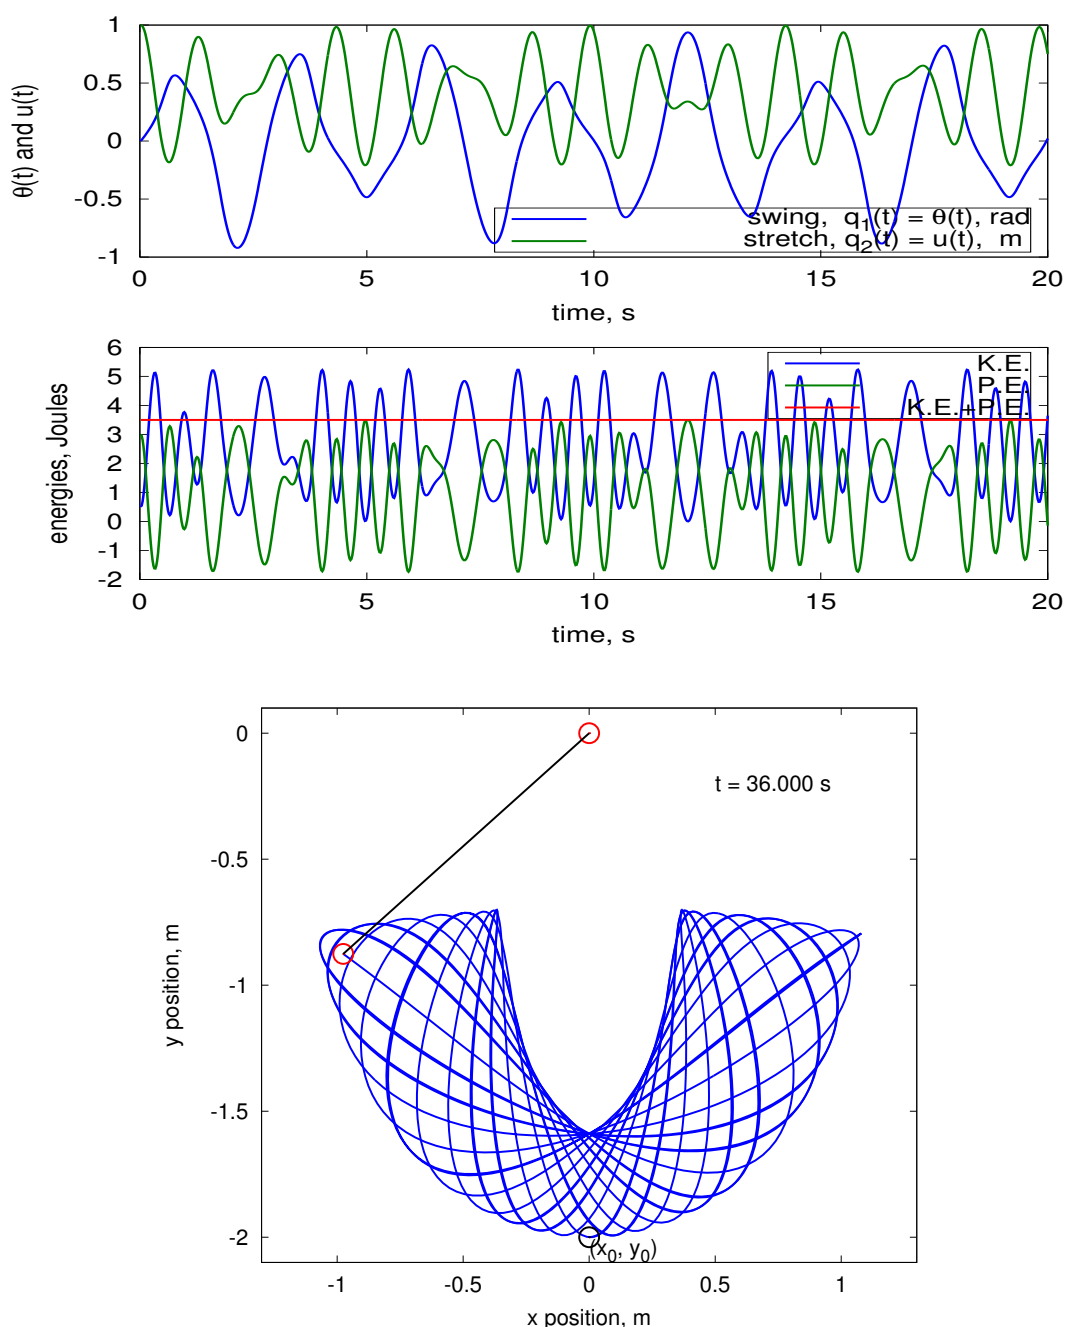 1
0.5
0
-0.5
-1
θ(t) and u(t)
swing, q1(t) = θ(t), rad
stretch, q2(t) = u(t), m
0 5 10 15 20
time, s
6
5
4
3
2
1
0
-1
-2
energies, Joules
K.E.
P.E.
K.E.+P.E.
0 5 10 15 20
time, s
0
-0.5
-1
-1.5
-2
y position, m
t = 36.000 s
(x0, y0)
-1 -0.5 0 0.5 1
x position, m